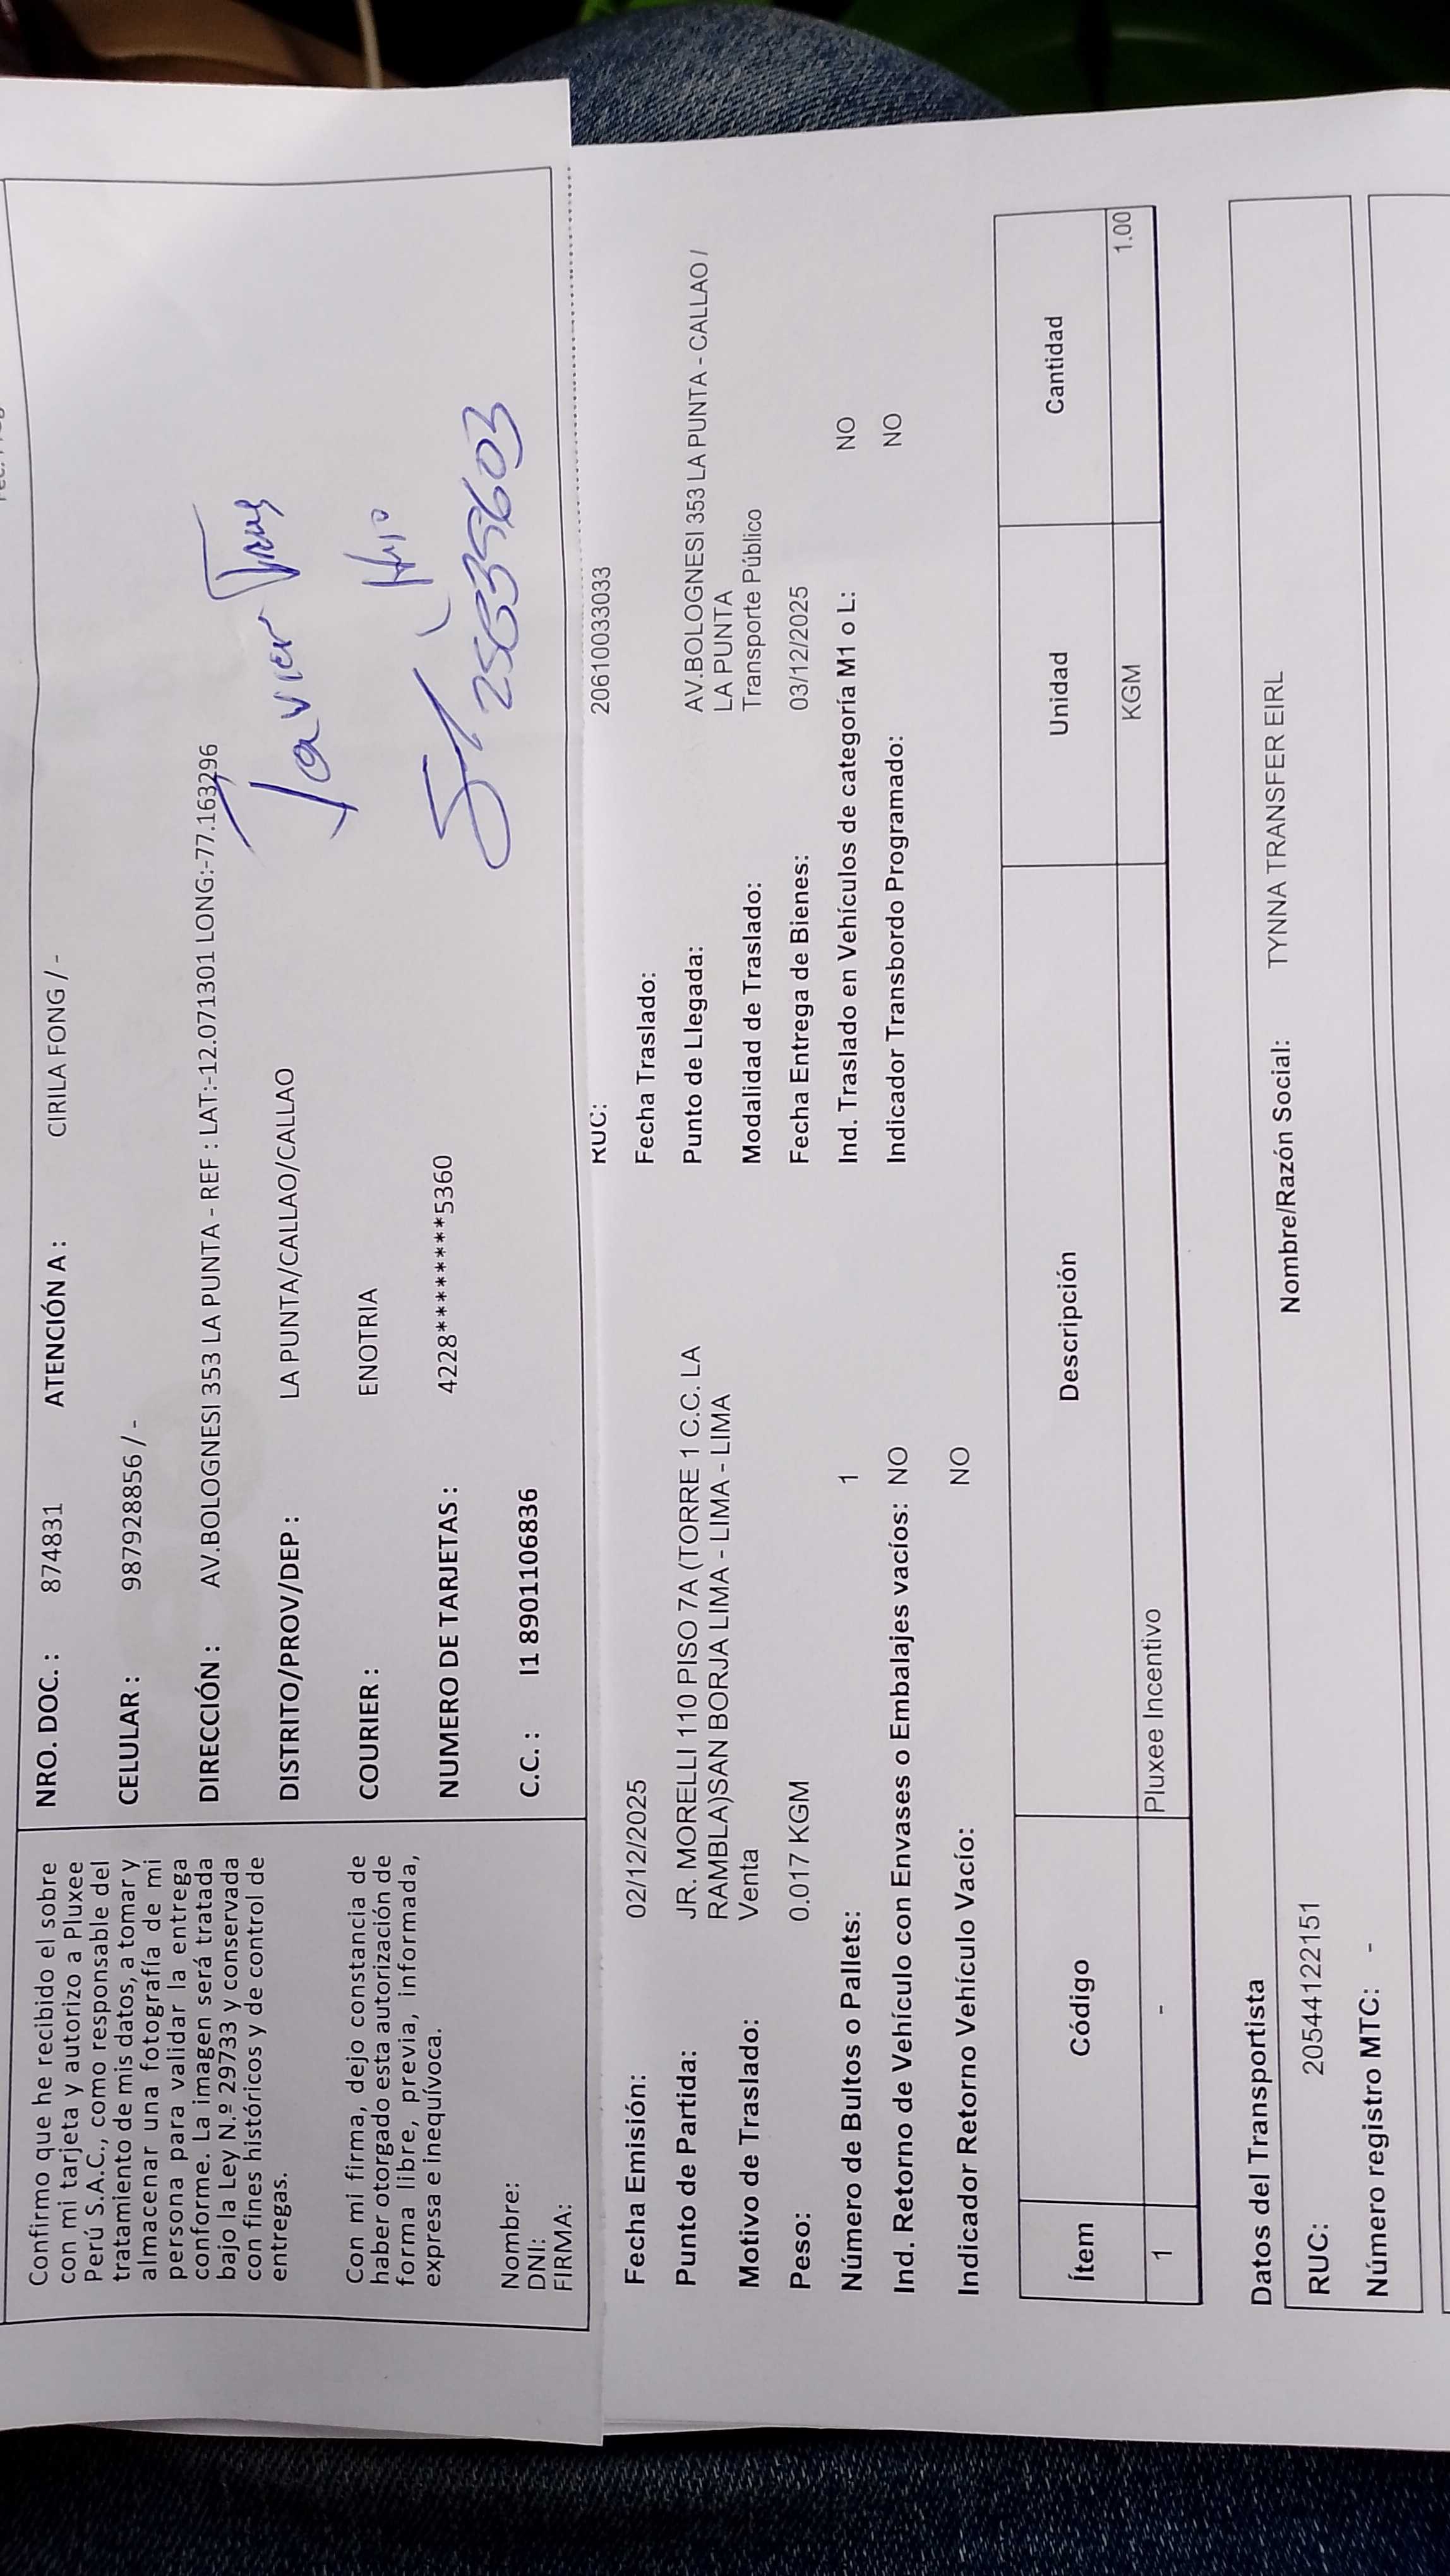 Confirmo que he recibido el sobre
con mi tarjeta y autorizo a Pluxee
Perú S.A.C., como responsable del
tratamiento de mis datos, a tomar y
almacenar una fotografía de mi
persona para validar la entrega
conforme. La imagen será tratada
bajo la Ley N.º 29733 y conservada
con fines históricos y de control de
entregas.
Con mi firma, dejo constancia de
haber otorgado esta autorización de
forma libre, previa, informada,
expresa e inequívoca.
Nombre:
DNI:
FIRMA:
NRO. DOC. : 874831 ATENCIÓN A : CIRILA FONG / -
CELULAR : 987928856 / -
DIRECCIÓN : AV.BOLOGNESI 353 LA PUNTA - REF : LAT:-12.071301 LONG:-77.163296
DISTRITO/PROV/DEP : LA PUNTA/CALLAO/CALLAO
COURIER : ENOTRIA
NUMERO DE TARJETAS : 4228********5360
C.C. : I1 8901106836
Javier
Hijo
25635603
RUC: 20610033033
Fecha Emisión: 02/12/2025 Fecha Traslado:
Punto de Partida: JR. MORELLI 110 PISO 7A (TORRE 1 C.C. LA Punto de Llegada: AV.BOLOGNESI 353 LA PUNTA - CALLAO /
RAMBLA)SAN BORJA LIMA - LIMA - LIMA LA PUNTA
Motivo de Traslado: Venta Modalidad de Traslado: Transporte Público
Peso: 0.017 KGM Fecha Entrega de Bienes: 03/12/2025
Número de Bultos o Pallets: 1 Ind. Traslado en Vehículos de categoría M1 o L: NO
Ind. Retorno de Vehículo con Envases o Embalajes vacíos: NO Indicador Transbordo Programado: NO
Indicador Retorno Vehículo Vacío: NO
Ítem Código Descripción Unidad Cantidad
1 - Pluxee Incentivo KGM 1.00
Datos del Transportista
RUC: 20544122151 Nombre/Razón Social: TYNNA TRANSFER EIRL
Número registro MTC: -